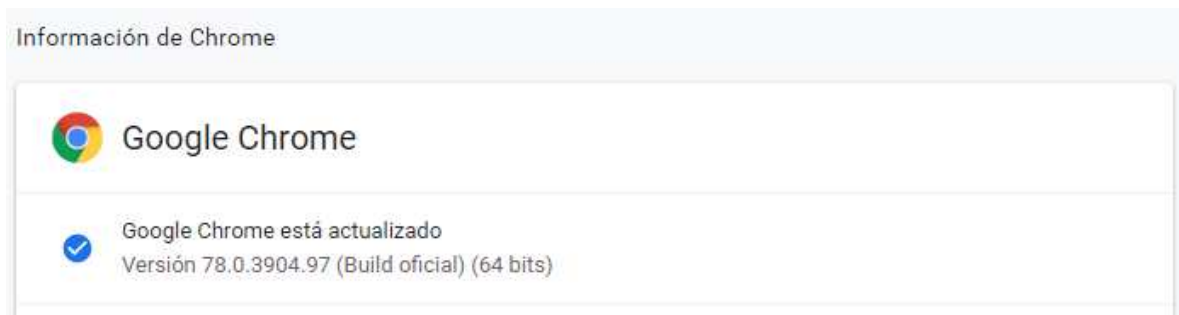 Información de Chrome
Google Chrome
Google Chrome está actualizado
Versión 78.0.3904.97 (Build oficial) (64 bits)